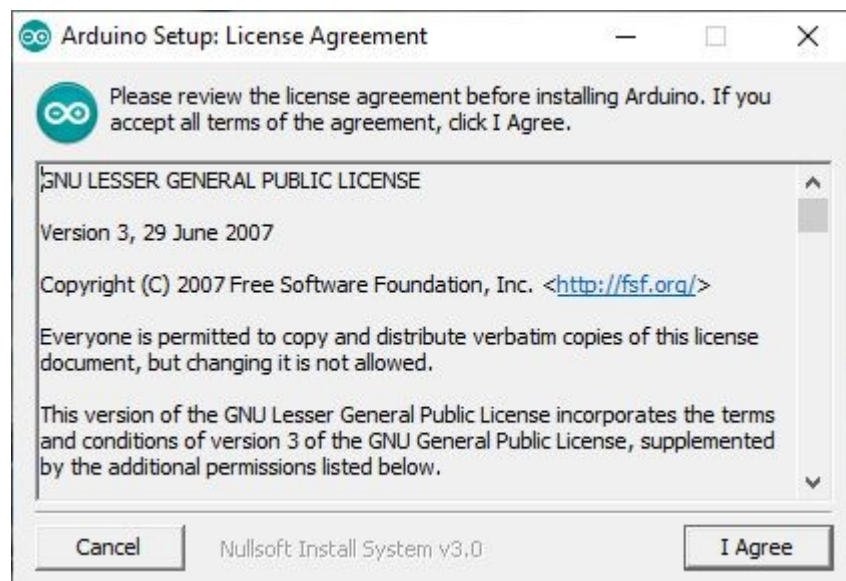 Arduino Setup: License Agreement
Please review the license agreement before installing Arduino. If you
accept all terms of the agreement, click I Agree.
GNU LESSER GENERAL PUBLIC LICENSE
Version 3, 29 June 2007
Copyright (C) 2007 Free Software Foundation, Inc. <http://fsf.org/>
Everyone is permitted to copy and distribute verbatim copies of this license
document, but changing it is not allowed.
This version of the GNU Lesser General Public License incorporates the terms
and conditions of version 3 of the GNU General Public License, supplemented
by the additional permissions listed below.
Cancel
Nullsoft Install System v3.0
I Agree